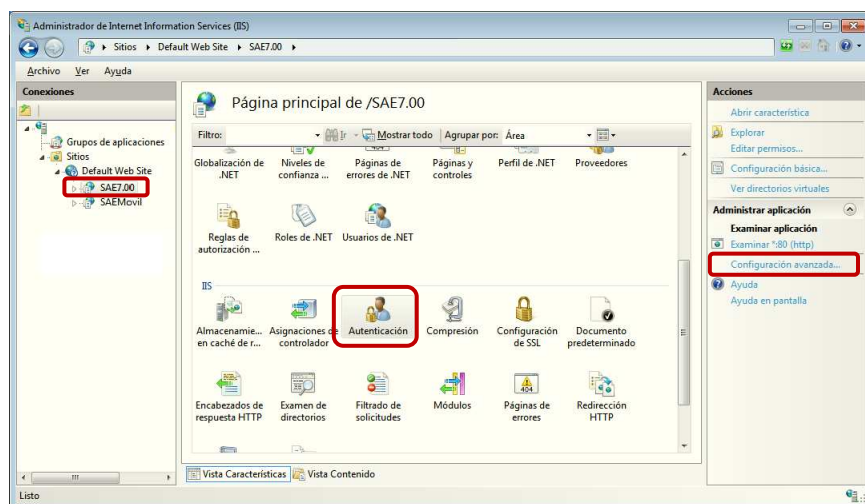 Administrador de Internet Information Services (IIS)
Sitios Default Web Site SAE7.00
Archivo Ver Ayuda
Conexiones
Grupos de aplicaciones
Sitios
Default Web Site
SAE7.00
SAEMovil
Página principal de /SAE7.00
Filtro: Ir Mostrar todo Agrupar por: Área
Globalización de .NET
Niveles de confianza ...
Páginas de errores de .NET
Páginas y controles
Perfil de .NET
Proveedores
Reglas de autorización ...
Roles de .NET
Usuarios de .NET
IIS
Almacenamie... en caché de r...
Asignaciones de controlador
Autenticación
Compresión
Configuración de SSL
Documento predeterminado
Encabezados de respuesta HTTP
Examen de directorios
Filtrado de solicitudes
Módulos
404
Páginas de errores
Redirección HTTP
Vista Características Vista Contenido
Acciones
Abrir característica
Explorar
Editar permisos...
Configuración básica...
Ver directorios virtuales
Administrar aplicación
Examinar aplicación
Examinar *:80 (http)
Configuración avanzada...
Ayuda
Ayuda en pantalla
Listo